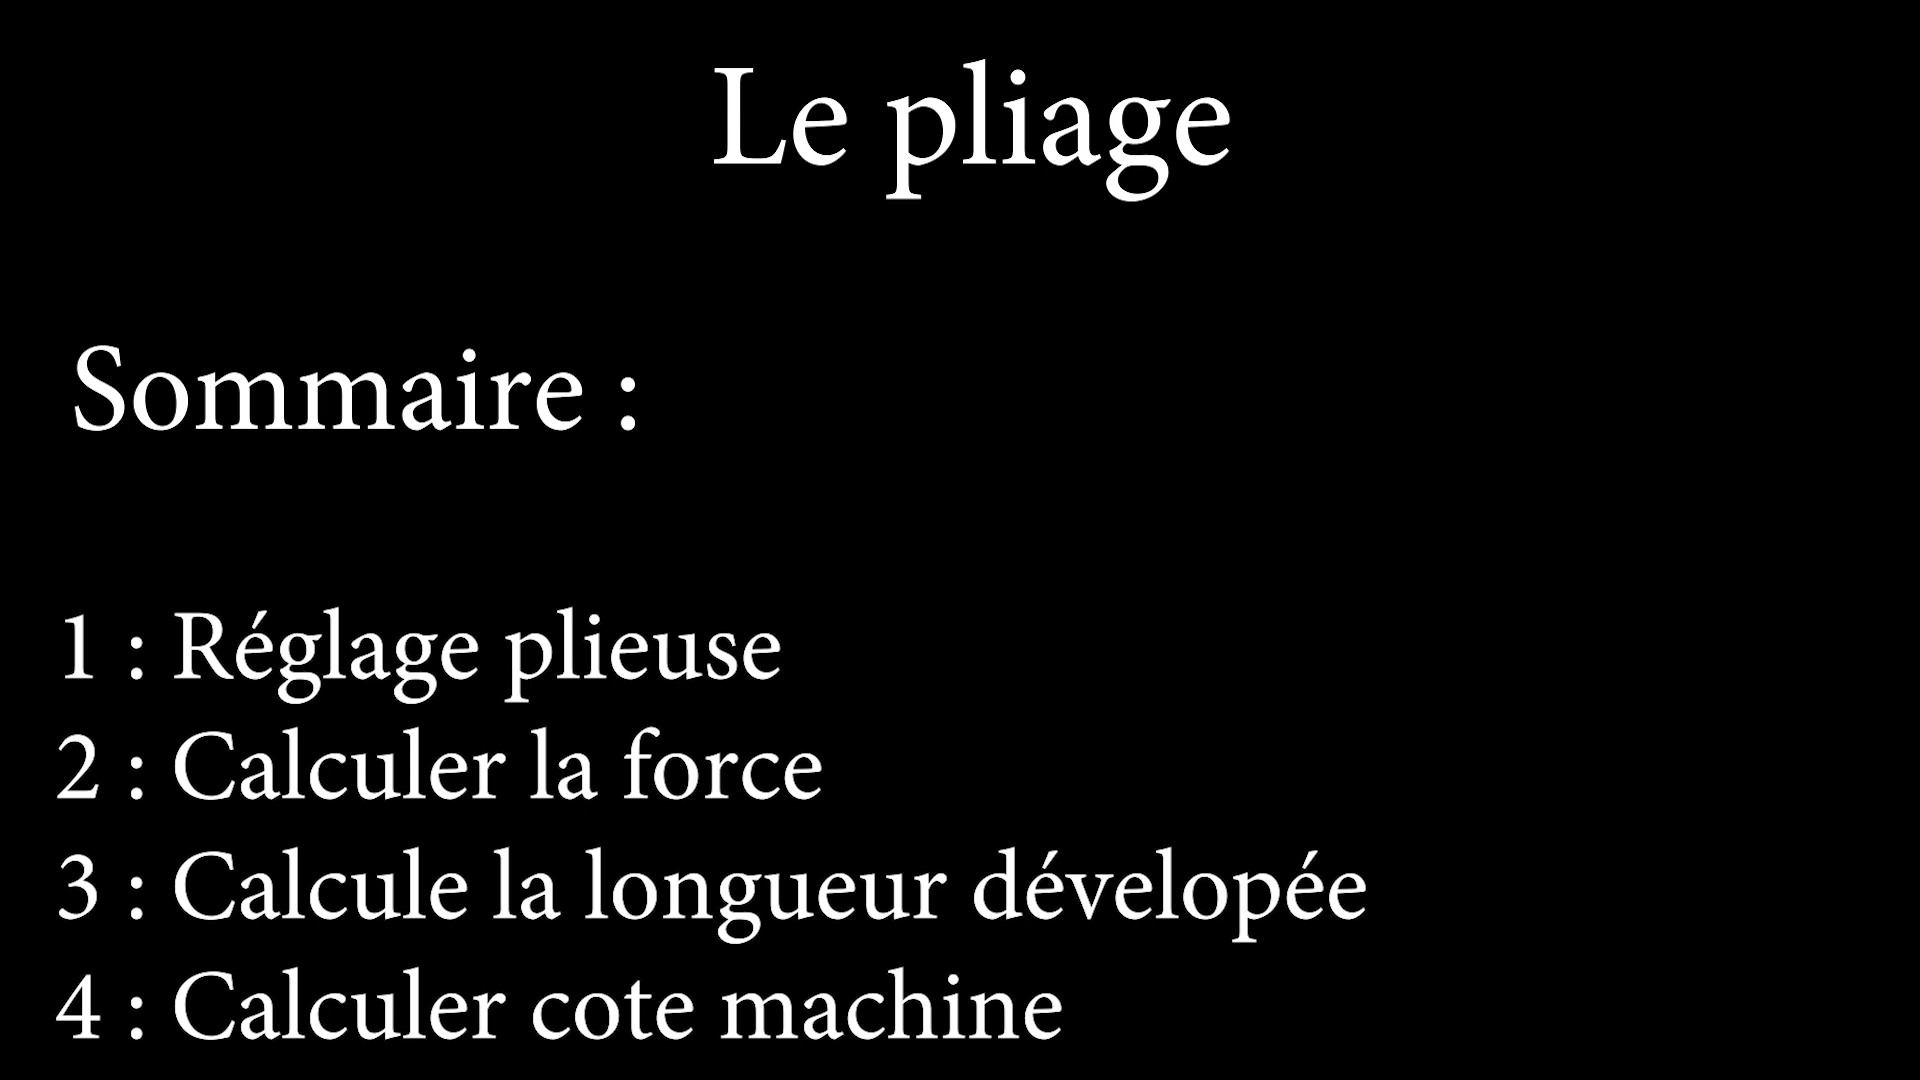 Le pliage
Sommaire :
1 : Réglage plieuse
2 : Calculer la force
3 : Calcule la longueur dévelopée
4 : Calculer cote machine